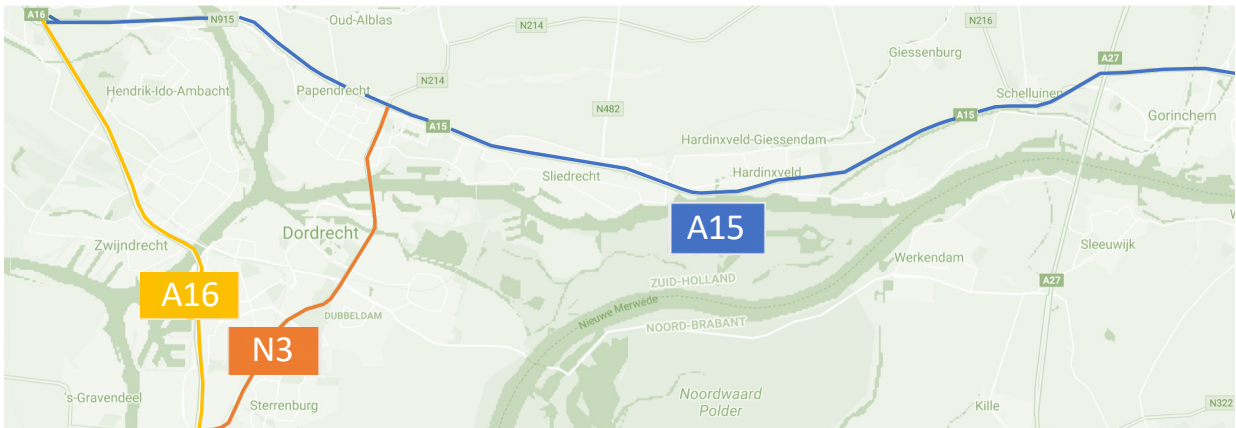 A16
N915
Oud-Alblas
N214
N216
Giessenburg
A27
N214
Hendrik-Ido-Ambacht
Papendrecht
Schelluinen
N482
A15
A15
Gorinchem
Hardinxveld-Giessendam
Sliedrecht
Hardinxveld
A15
Dordrecht
Zwijndrecht
Sleeuwijk
Werkendam
ZUID-HOLLAND
A27
A16
Nieuwe Merwede
DUBBELDAM
NOORD-BRABANT
N3
's-Gravendeel
Noordwaard
Polder
Sterrenburg
Kille
N322